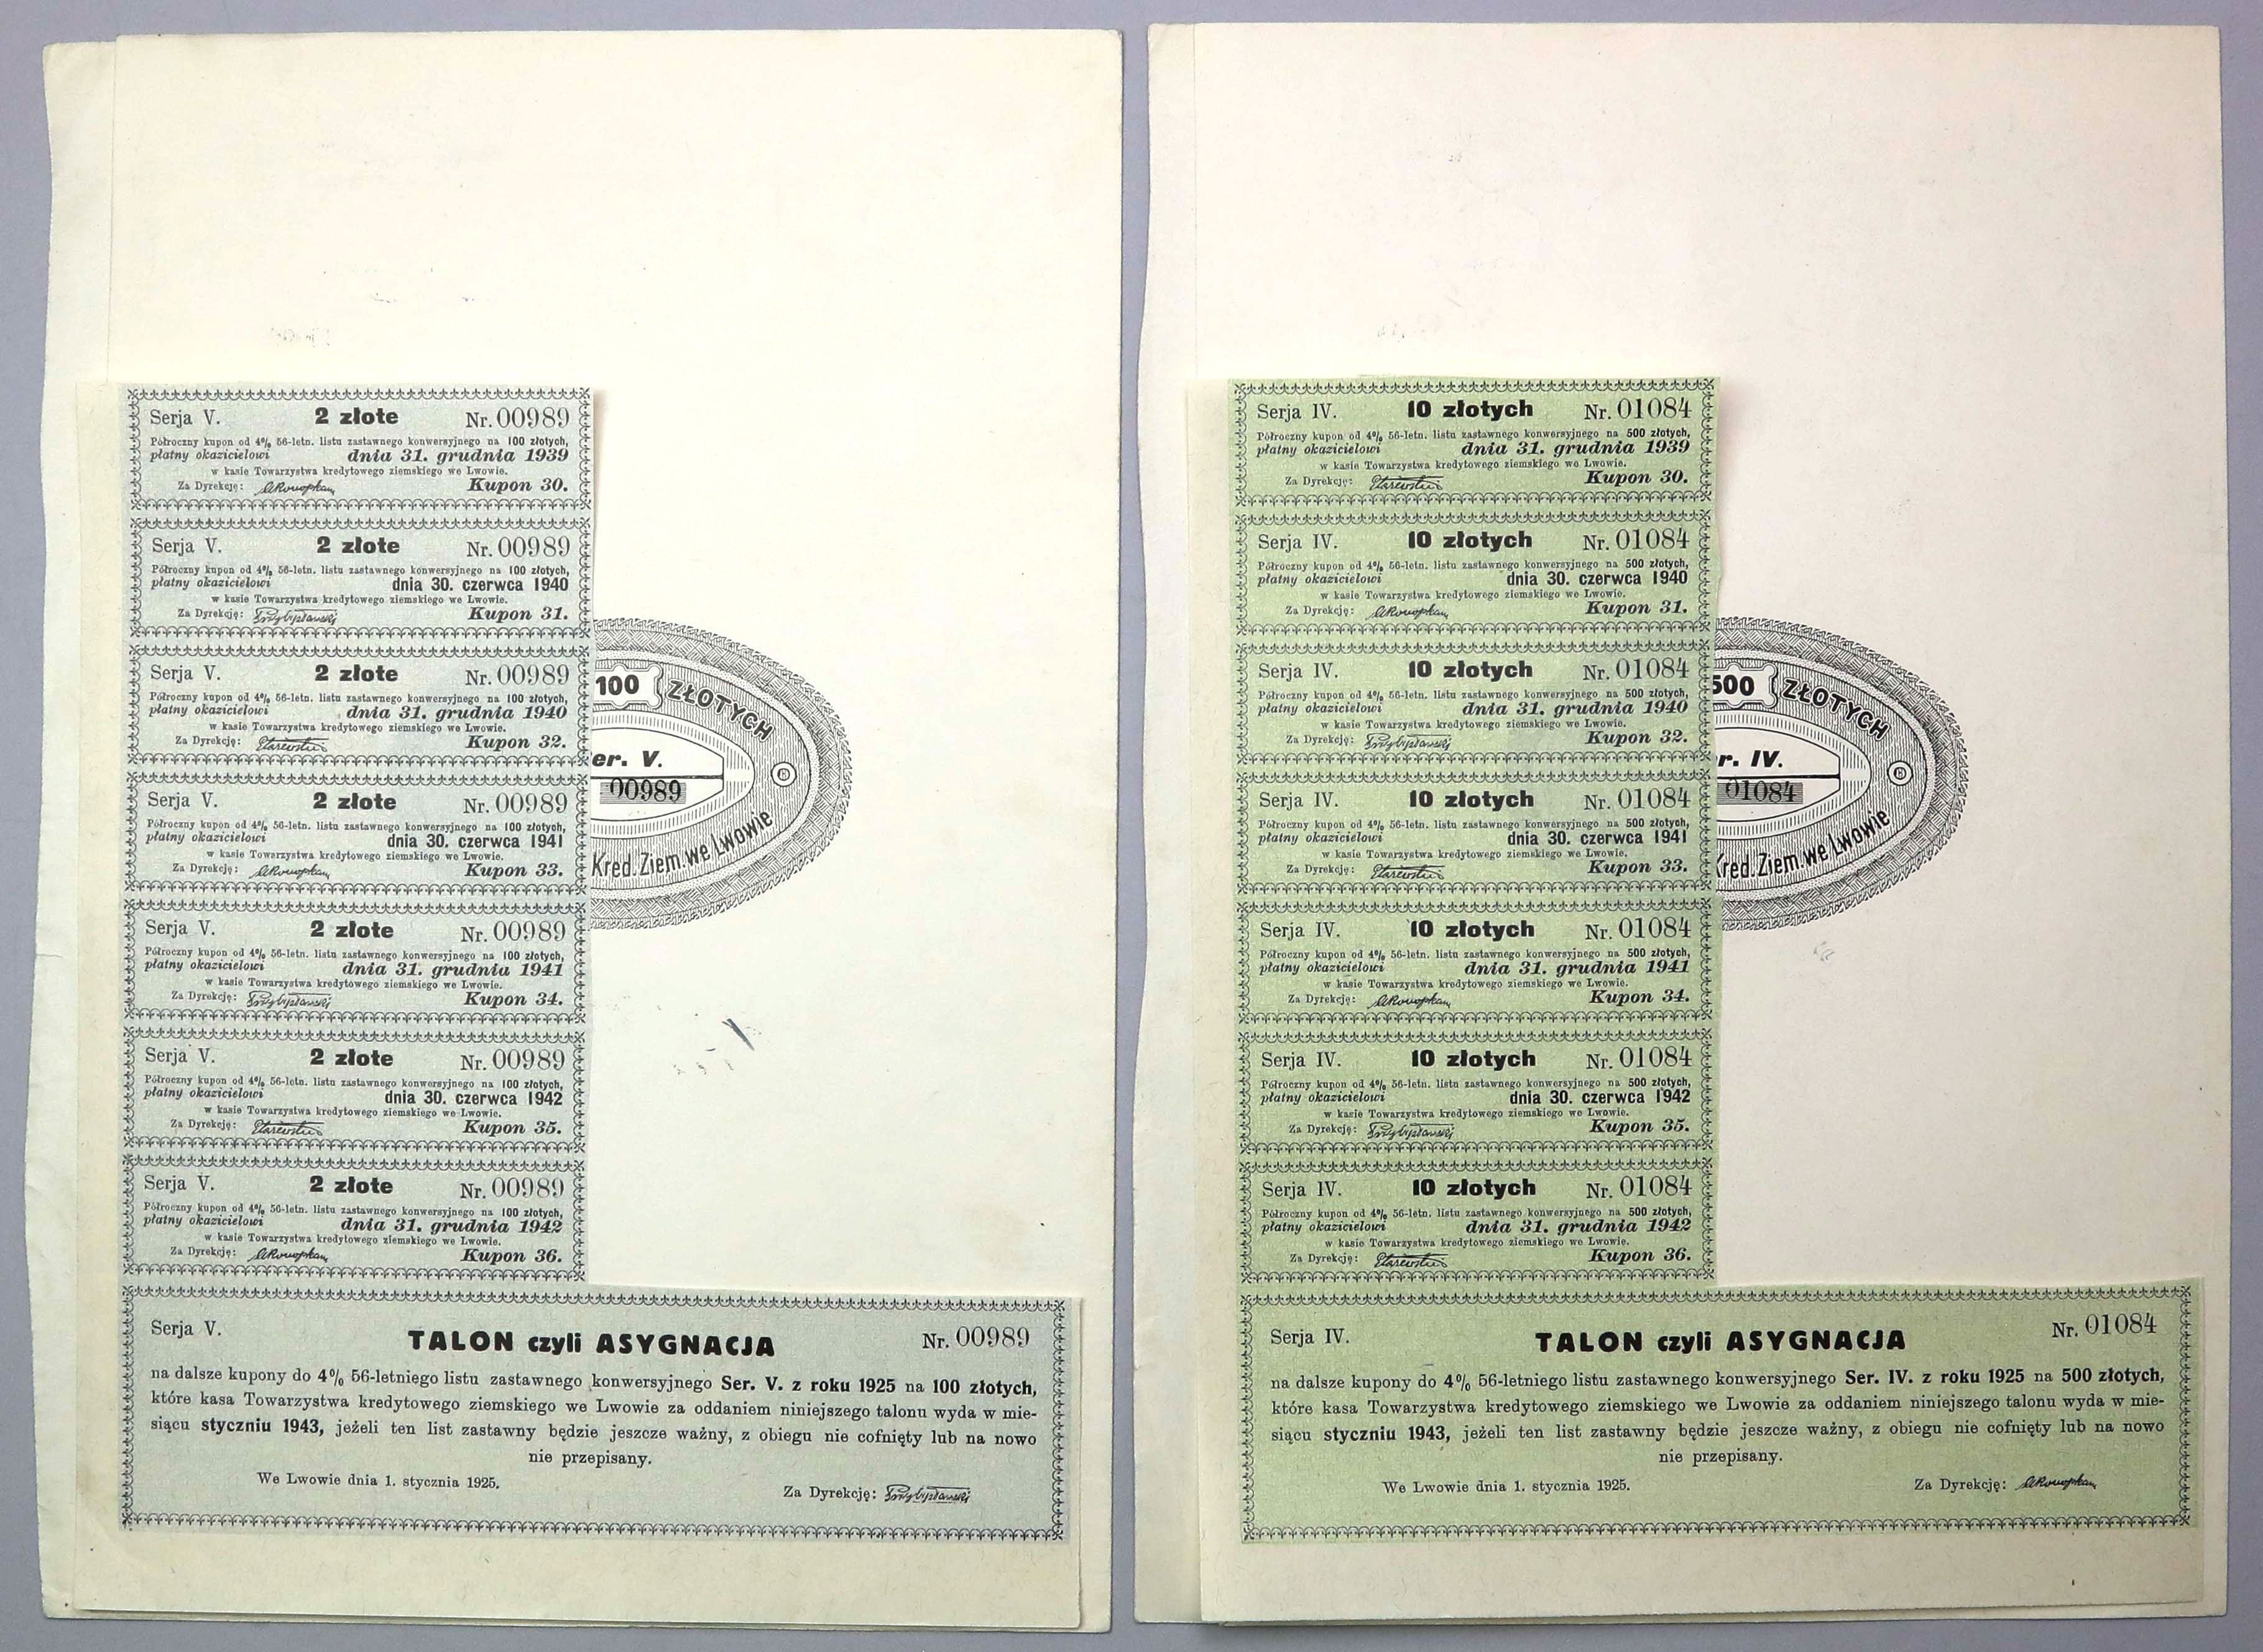 Serja V. 2 złote Nr. 00989
Półroczny kupon od 4% 56-letn. listu zastawnego konwersyjnego na 100 złotych,
płatny okazicielowi dnia 31. grudnia 1939
w kasie Towarzystwa kredytowego ziemskiego we Lwowie.
Za Dyrekcję: Kupon 30.
Serja V. 2 złote Nr. 00989
Półroczny kupon od 4% 56-letn. listu zastawnego konwersyjnego na 100 złotych,
płatny okazicielowi dnia 30. czerwca 1940
w kasie Towarzystwa kredytowego ziemskiego we Lwowie.
Za Dyrekcję: Kupon 31.
Serja V. 2 złote Nr. 00989
Półroczny kupon od 4% 56-letn. listu zastawnego konwersyjnego na 100 złotych,
płatny okazicielowi dnia 31. grudnia 1940
w kasie Towarzystwa kredytowego ziemskiego we Lwowie.
Za Dyrekcję: Kupon 32.
Serja V. 2 złote Nr. 00989
Półroczny kupon od 4% 56-letn. listu zastawnego konwersyjnego na 100 złotych,
płatny okazicielowi dnia 30. czerwca 1941
w kasie Towarzystwa kredytowego ziemskiego we Lwowie.
Za Dyrekcję: Kupon 33.
Serja V. 2 złote Nr. 00989
Półroczny kupon od 4% 56-letn. listu zastawnego konwersyjnego na 100 złotych,
płatny okazicielowi dnia 31. grudnia 1941
w kasie Towarzystwa kredytowego ziemskiego we Lwowie.
Za Dyrekcję: Kupon 34.
Serja V. 2 złote Nr. 00989
Półroczny kupon od 4% 56-letn. listu zastawnego konwersyjnego na 100 złotych,
płatny okazicielowi dnia 30. czerwca 1942
w kasie Towarzystwa kredytowego ziemskiego we Lwowie.
Za Dyrekcję: Kupon 35.
Serja V. 2 złote Nr. 00989
Półroczny kupon od 4% 56-letn. listu zastawnego konwersyjnego na 100 złotych,
płatny okazicielowi dnia 31. grudnia 1942
w kasie Towarzystwa kredytowego ziemskiego we Lwowie.
Za Dyrekcję: Kupon 36.
100 ZŁOTYCH
er. V.
00989
Kred. Ziem. we Lwowie
Serja V. TALON czyli ASYGNACJA Nr. 00989
na dalsze kupony do 4% 56-letniego listu zastawnego konwersyjnego Ser. V. z roku 1925 na 100 złotych,
które kasa Towarzystwa kredytowego ziemskiego we Lwowie za oddaniem niniejszego talonu wyda w mie-
siącu styczniu 1943, jeżeli ten list zastawny będzie jeszcze ważny, z obiegu nie cofnięty lub na nowo
nie przepisany.
We Lwowie dnia 1. stycznia 1925.
Za Dyrekcję:
Serja IV. 10 złotych Nr. 01084
Półroczny kupon od 4% 56-letn. listu zastawnego konwersyjnego na 500 złotych,
płatny okazicielowi dnia 31. grudnia 1939
w kasie Towarzystwa kredytowego ziemskiego we Lwowie.
Za Dyrekcję: Kupon 30.
Serja IV. 10 złotych Nr. 01084
Półroczny kupon od 4% 56-letn. listu zastawnego konwersyjnego na 500 złotych,
płatny okazicielowi dnia 30. czerwca 1940
w kasie Towarzystwa kredytowego ziemskiego we Lwowie.
Za Dyrekcję: Kupon 31.
Serja IV. 10 złotych Nr. 01084
Półroczny kupon od 4% 56-letn. listu zastawnego konwersyjnego na 500 złotych,
płatny okazicielowi dnia 31. grudnia 1940
w kasie Towarzystwa kredytowego ziemskiego we Lwowie.
Za Dyrekcję: Kupon 32.
Serja IV. 10 złotych Nr. 01084
Półroczny kupon od 4% 56-letn. listu zastawnego konwersyjnego na 500 złotych,
płatny okazicielowi dnia 30. czerwca 1941
w kasie Towarzystwa kredytowego ziemskiego we Lwowie.
Za Dyrekcję: Kupon 33.
Serja IV. 10 złotych Nr. 01084
Półroczny kupon od 4% 56-letn. listu zastawnego konwersyjnego na 500 złotych,
płatny okazicielowi dnia 31. grudnia 1941
w kasie Towarzystwa kredytowego ziemskiego we Lwowie.
Za Dyrekcję: Kupon 34.
Serja IV. 10 złotych Nr. 01084
Półroczny kupon od 4% 56-letn. listu zastawnego konwersyjnego na 500 złotych,
płatny okazicielowi dnia 30. czerwca 1942
w kasie Towarzystwa kredytowego ziemskiego we Lwowie.
Za Dyrekcję: Kupon 35.
Serja IV. 10 złotych Nr. 01084
Półroczny kupon od 4% 56-letn. listu zastawnego konwersyjnego na 500 złotych,
płatny okazicielowi dnia 31. grudnia 1942
w kasie Towarzystwa kredytowego ziemskiego we Lwowie.
Za Dyrekcję: Kupon 36.
500 ZŁOTYCH
r. IV.
01084
Kred. Ziem. we Lwowie
Serja IV. TALON czyli ASYGNACJA Nr. 01084
na dalsze kupony do 4% 56-letniego listu zastawnego konwersyjnego Ser. IV. z roku 1925 na 500 złotych,
które kasa Towarzystwa kredytowego ziemskiego we Lwowie za oddaniem niniejszego talonu wyda w mie-
siącu styczniu 1943, jeżeli ten list zastawny będzie jeszcze ważny, z obiegu nie cofnięty lub na nowo
nie przepisany.
We Lwowie dnia 1. stycznia 1925.
Za Dyrekcję: